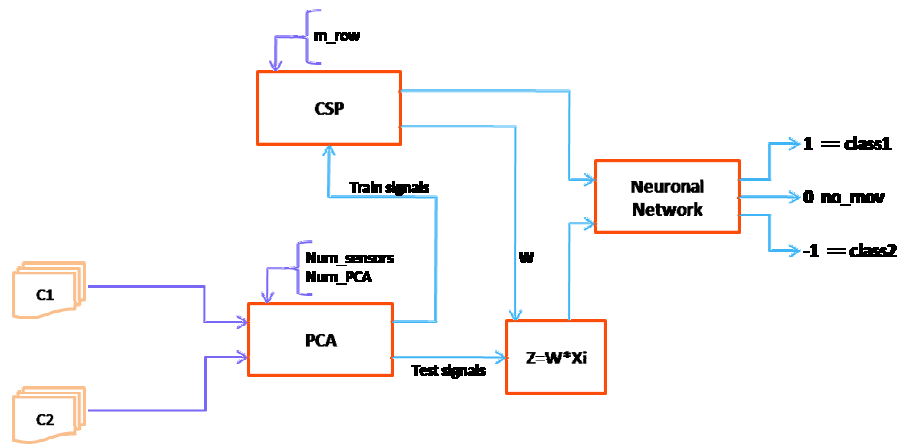 m_row
CSP
1 == class1
Train signals
Neuronal
Network
0 no_mov
-1 == class2
Num_sensors
Num_PCA
W
C1
PCA
Z=W*Xi
Test signals
C2